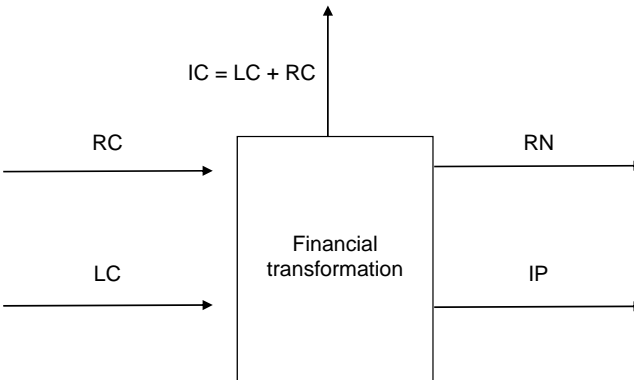 IC = LC + RC
RC
RN
Financial
transformation
LC
IP